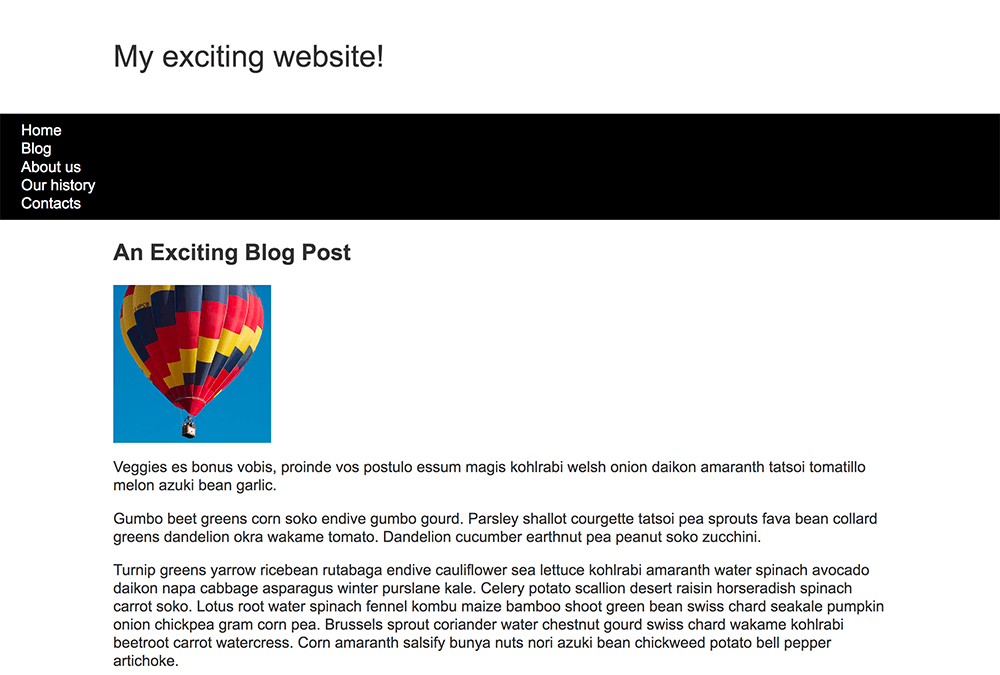 My exciting website!
Home
Blog
About us
Our history
Contacts
An Exciting Blog Post
Veggies es bonus vobis, proinde vos postulo essum magis kohlrabi welsh onion daikon amaranth tatsoi tomatillo
melon azuki bean garlic.
Gumbo beet greens corn soko endive gumbo gourd. Parsley shallot courgette tatsoi pea sprouts fava bean collard
greens dandelion okra wakame tomato. Dandelion cucumber earthnut pea peanut soko zucchini.
Turnip greens yarrow ricebean rutabaga endive cauliflower sea lettuce kohlrabi amaranth water spinach avocado
daikon napa cabbage asparagus winter purslane kale. Celery potato scallion desert raisin horseradish spinach
carrot soko. Lotus root water spinach fennel kombu maize bamboo shoot green bean swiss chard seakale pumpkin
onion chickpea gram corn pea. Brussels sprout coriander water chestnut gourd swiss chard wakame kohlrabi
beetroot carrot watercress. Corn amaranth salsify bunya nuts nori azuki bean chickweed potato bell pepper
artichoke.